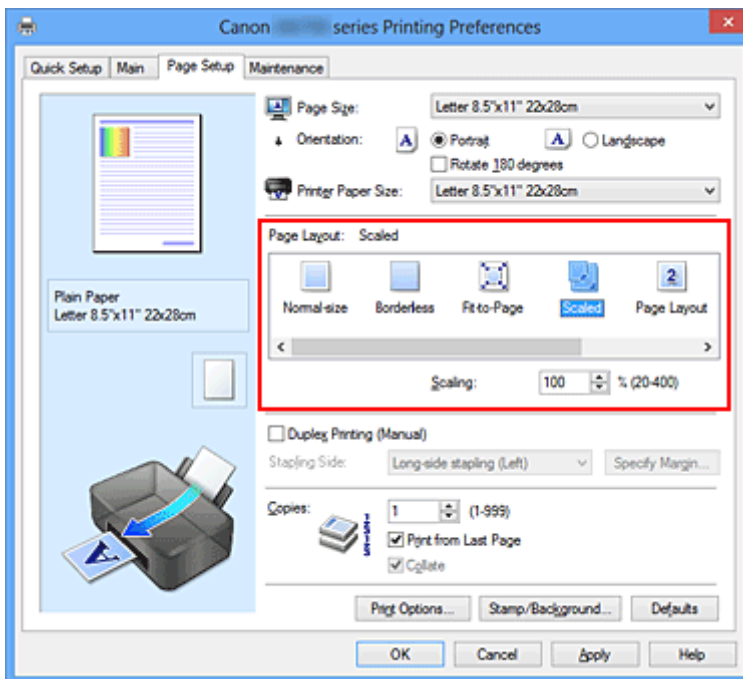 Canon series Printing Preferences
Quick Setup Main Page Setup Maintenance
Page Size: Letter 8.5"x11" 22x28cm
Orientation: A Portrait A Landscape
Rotate 180 degrees
Printer Paper Size: Letter 8.5"x11" 22x28cm
Page Layout: Scaled
Normal-size Borderless Fit-to-Page Scaled Page Layout
Scaling: 100 % (20-400)
Plain Paper
Letter 8.5"x11" 22x28cm
Duplex Printing (Manual)
Stapling Side: Long-side stapling (Left) Specify Margin...
Copies: 1 (1-999)
Print from Last Page
Collate
Print Options... Stamp/Background... Defaults
OK Cancel Apply Help